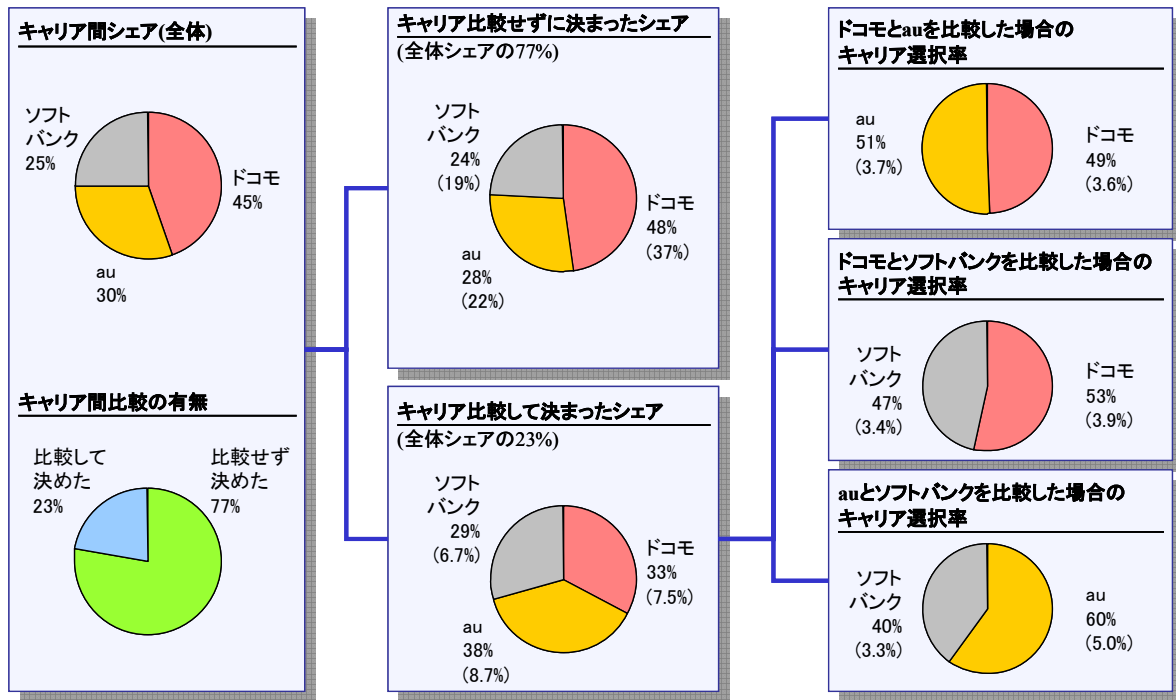 キャリア間シェア(全体)
ソフト
バンク
25%
ドコモ
45%
au
30%
キャリア間比較の有無
比較して
決めた
23%
比較せず
決めた
77%
キャリア比較せずに決まったシェア
(全体シェアの77%)
ソフト
バンク
24%
(19%)
ドコモ
48%
(37%)
au
28%
(22%)
キャリア比較して決まったシェア
(全体シェアの23%)
ソフト
バンク
29%
(6.7%)
ドコモ
33%
(7.5%)
au
38%
(8.7%)
ドコモとauを比較した場合の
キャリア選択率
au
51%
(3.7%)
ドコモ
49%
(3.6%)
ドコモとソフトバンクを比較した場合の
キャリア選択率
ソフト
バンク
47%
(3.4%)
ドコモ
53%
(3.9%)
auとソフトバンクを比較した場合の
キャリア選択率
ソフト
バンク
40%
(3.3%)
au
60%
(5.0%)